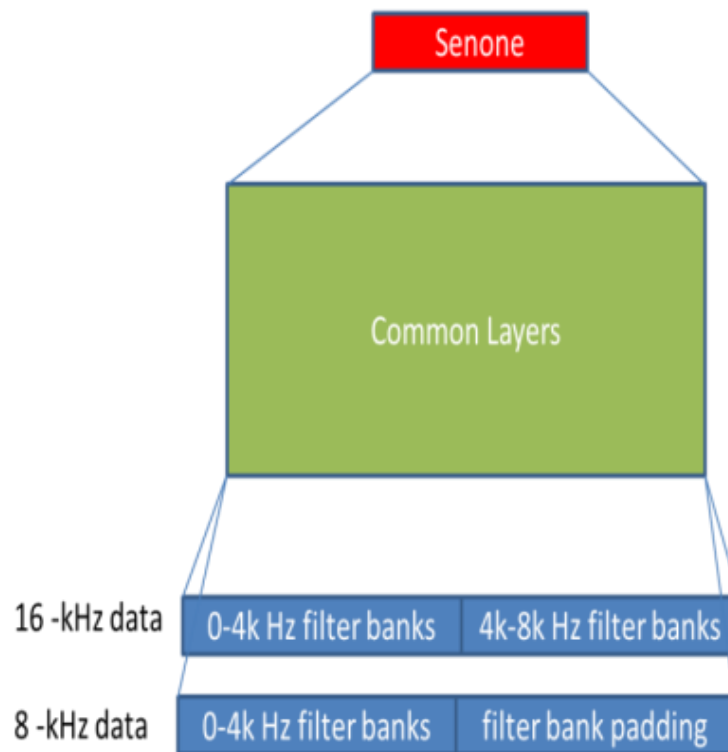 Senone
Common Layers
16 -kHz data 0-4k Hz filter banks 4k-8k Hz filter banks
8 -kHz data 0-4k Hz filter banks filter bank padding